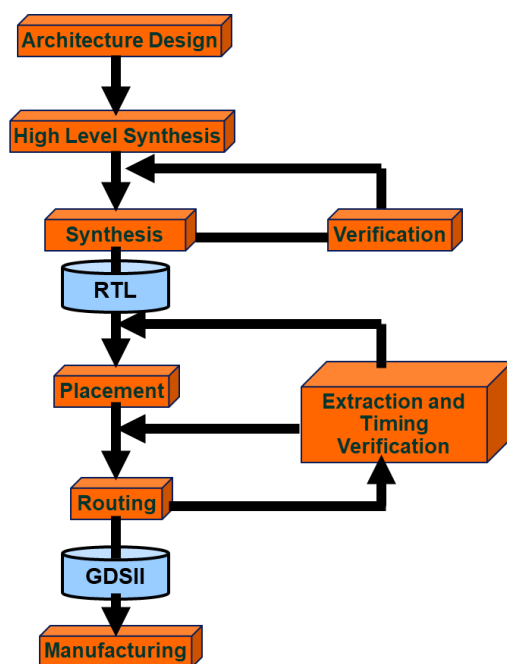 Architecture Design
High Level Synthesis
Synthesis
Verification
RTL
Placement
Extraction and
Timing
Verification
Routing
GDSII
Manufacturing